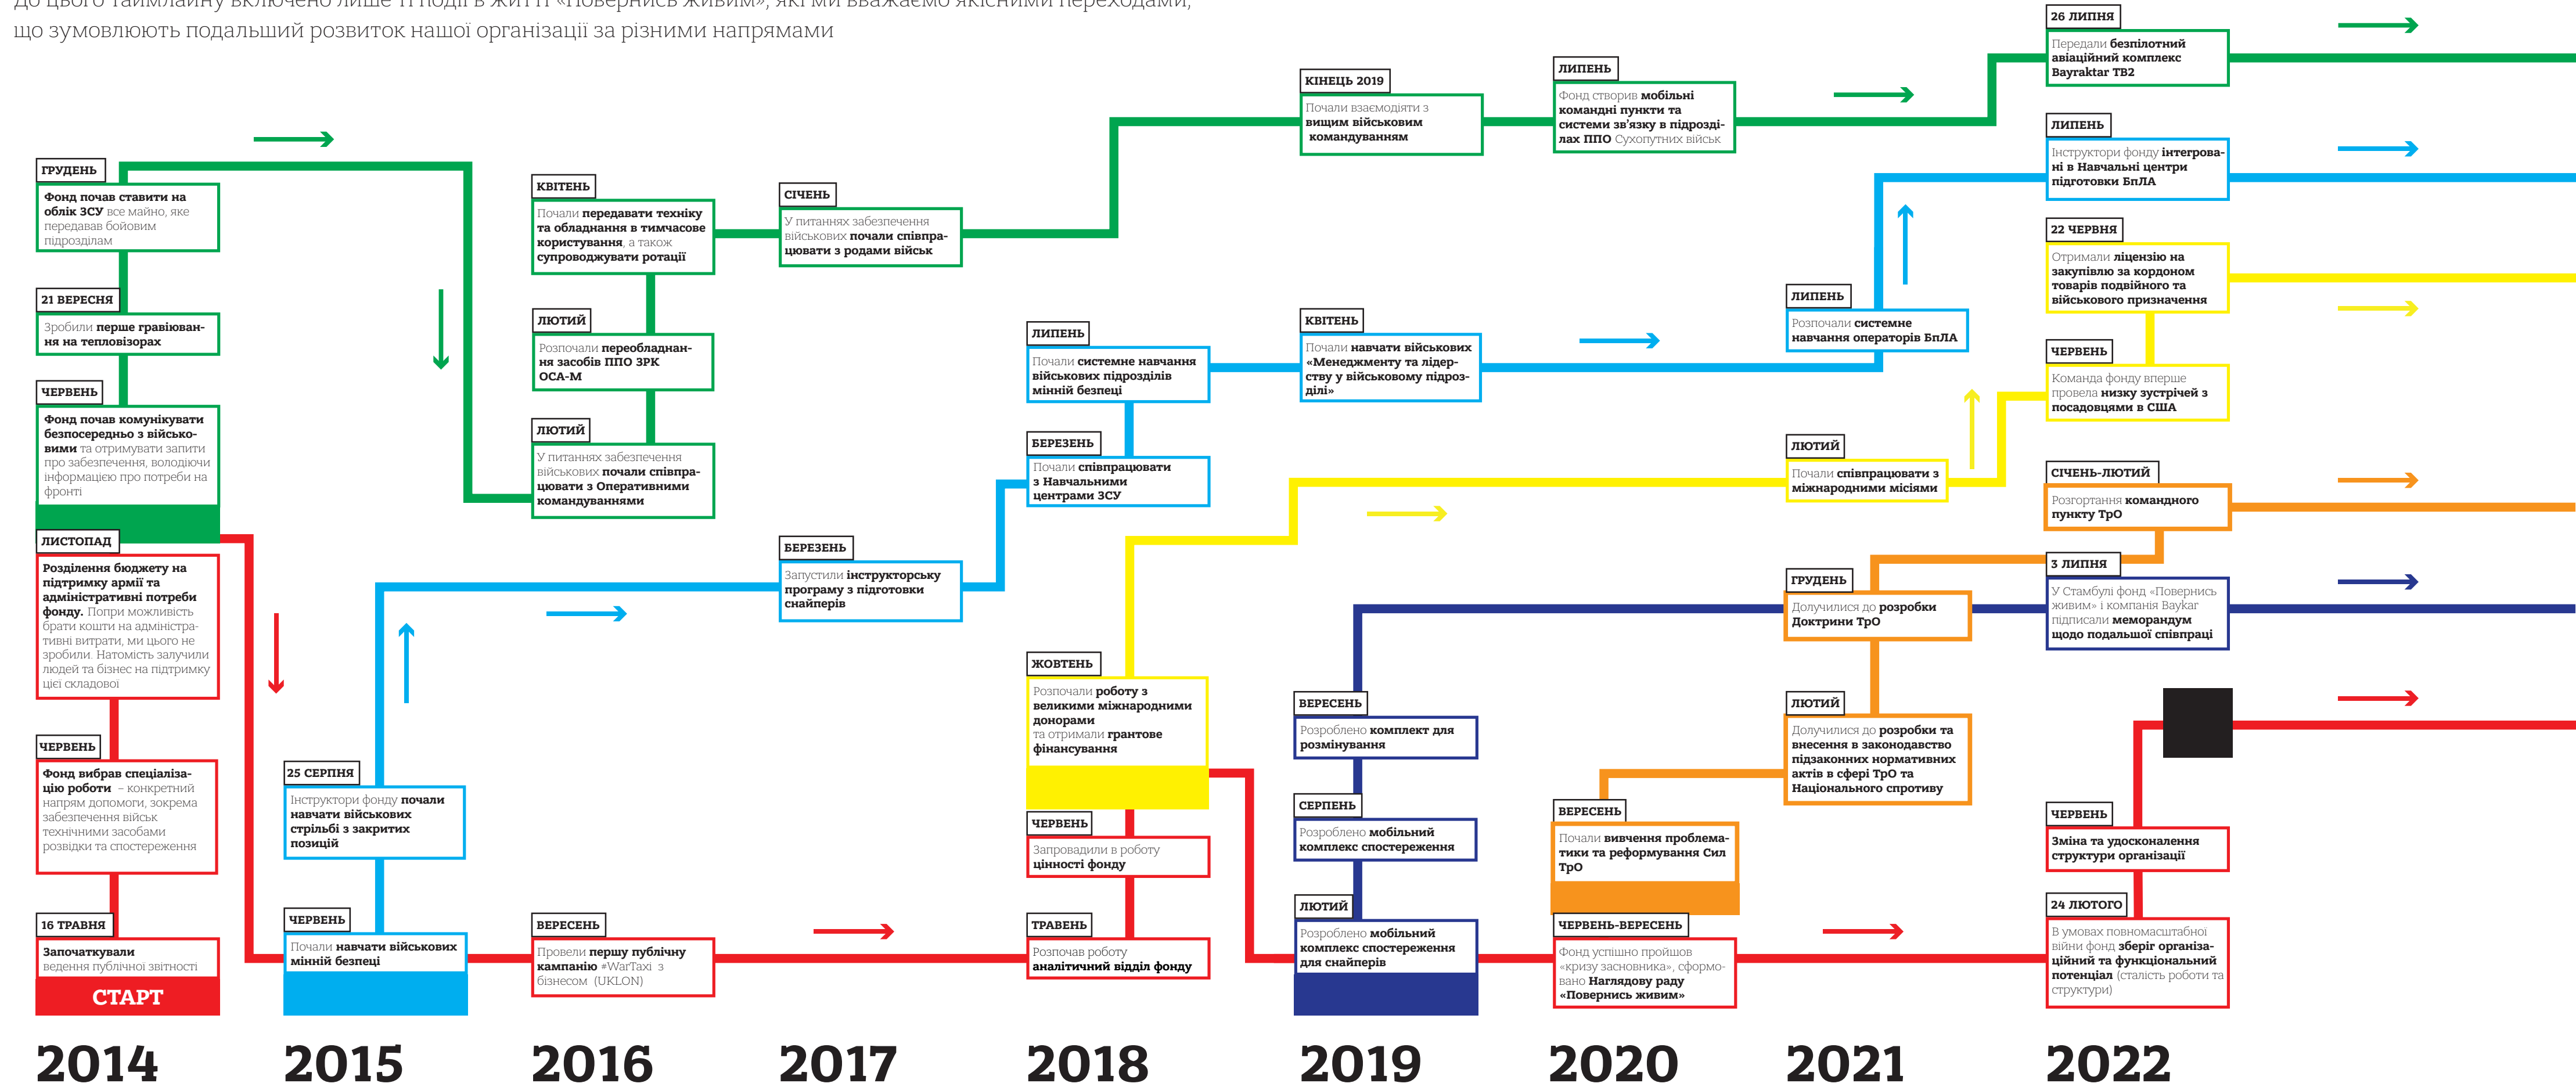 До цього таймлайну включено лише ті події в житті «Повернись живим», які ми вважаємо якісними переходами,
що зумовлюють подальший розвиток нашої організації за різними напрямами
ГРУДЕНЬ
Фонд почав ставити на
облік ЗСУ все майно, яке
передавав бойовим
підрозділам
21 ВЕРЕСНЯ
Зробили перше гравіюван-
ня на тепловізорах
ЧЕРВЕНЬ
Фонд почав комунікувати
безпосередньо з військо-
вими та отримувати запити
про забезпечення, володіючи
інформацією про потреби на
фронті
ЛИСТОПАД
Розділення бюджету на
підтримку армії та
адміністративні потреби
фонду. Попри можливість
брати кошти на адміністра-
тивні витрати, ми цього не
зробили. Натомість залучили
людей та бізнес на підтримку
цієї складової
ЧЕРВЕНЬ
Фонд вибрав спеціаліза-
цію роботи – конкретний
напрям допомоги, зокрема
забезпечення військ
технічними засобами
розвідки та спостереження
16 ТРАВНЯ
Започаткували
ведення публічної звітності
СТАРТ
2014
25 СЕРПНЯ
Інструктори фонду почали
навчати військових
стрільбі з закритих
позицій
ЧЕРВЕНЬ
Почали навчати військових
мінній безпеці
2015
КВІТЕНЬ
Почали передавати техніку
та обладнання в тимчасове
користування, а також
супроводжувати ротації
ЛЮТИЙ
Розпочали переобладнан-
ня засобів ППО ЗРК
ОСА-М
ЛЮТИЙ
У питаннях забезпечення
військових почали співпра-
цювати з Оперативними
командуваннями
ВЕРЕСЕНЬ
Провели першу публічну
кампанію #WarTaxi з
бізнесом (UKLON)
2016
СІЧЕНЬ
У питаннях забезпечення
військових почали співпра-
цювати з родами військ
БЕРЕЗЕНЬ
Запустили інструкторську
програму з підготовки
снайперів
2017
ЛИПЕНЬ
Почали системне навчання
військових підрозділів
мінній безпеці
БЕРЕЗЕНЬ
Почали співпрацювати
з Навчальними
центрами ЗСУ
ЖОВТЕНЬ
Розпочали роботу з
великими міжнародними
донорами
та отримали грантове
фінансування
ЧЕРВЕНЬ
Запровадили в роботу
цінності фонду
ТРАВЕНЬ
Розпочав роботу
аналітичний відділ фонду
2018
КІНЕЦЬ 2019
Почали взаємодіяти з
вищим військовим
командуванням
КВІТЕНЬ
Почали навчати військових
«Менеджменту та лідер-
ству у військовому підроз-
ділі»
ВЕРЕСЕНЬ
Розроблено комплект для
розмінування
СЕРПЕНЬ
Розроблено мобільний
комплекс спостереження
ЛЮТИЙ
Розроблено мобільний
комплекс спостереження
для снайперів
2019
ЛИПЕНЬ
Фонд створив мобільні
командні пункти та
системи зв’язку в підрозді-
лах ППО Сухопутних військ
ВЕРЕСЕНЬ
Почали вивчення проблема-
тики та реформування Сил
ТрО
ЧЕРВЕНЬ-ВЕРЕСЕНЬ
Фонд успішно пройшов
«кризу засновника», сформо-
вано Наглядову раду
«Повернись живим»
2020
ЛИПЕНЬ
Розпочали системне
навчання операторів БпЛА
ЛЮТИЙ
Почали співпрацювати з
міжнародними місіями
ГРУДЕНЬ
Долучилися до розробки
Доктрини ТрО
ЛЮТИЙ
Долучилися до розробки та
внесення в законодавство
підзаконних нормативних
актів в сфері ТрО та
Національного спротиву
2021
26 ЛИПНЯ
Передали безпілотний
авіаційний комплекс
Bayraktar TB2
ЛИПЕНЬ
Інструктори фонду інтегрова-
ні в Навчальні центри
підготовки БпЛА
22 ЧЕРВНЯ
Отримали ліцензію на
закупівлю за кордоном
товарів подвійного та
військового призначення
ЧЕРВЕНЬ
Команда фонду вперше
провела низку зустрічей з
посадовцями в США
СІЧЕНЬ-ЛЮТИЙ
Розгортання командного
пункту ТрО
3 ЛИПНЯ
У Стамбулі фонд «Повернись
живим» і компанія Baykar
підписали меморандум
щодо подальшої співпраці
ЧЕРВЕНЬ
Зміна та удосконалення
структури організації
24 ЛЮТОГО
В умовах повномасштабної
війни фонд зберіг організа-
ційний та функціональний
потенціал (сталість роботи та
структури)
2022